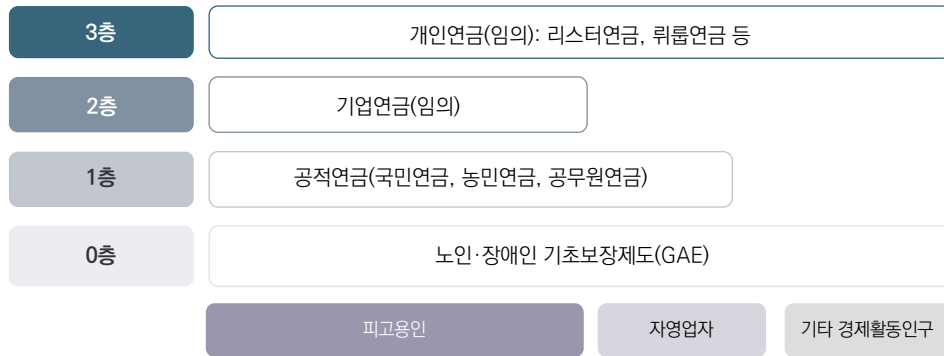 3층 개인연금(임의): 리스터연금, 뤼룹연금 등
2층 기업연금(임의)
1층 공적연금(국민연금, 농민연금, 공무원연금)
0층 노인·장애인 기초보장제도(GAE)
피고용인 자영업자 기타 경제활동인구